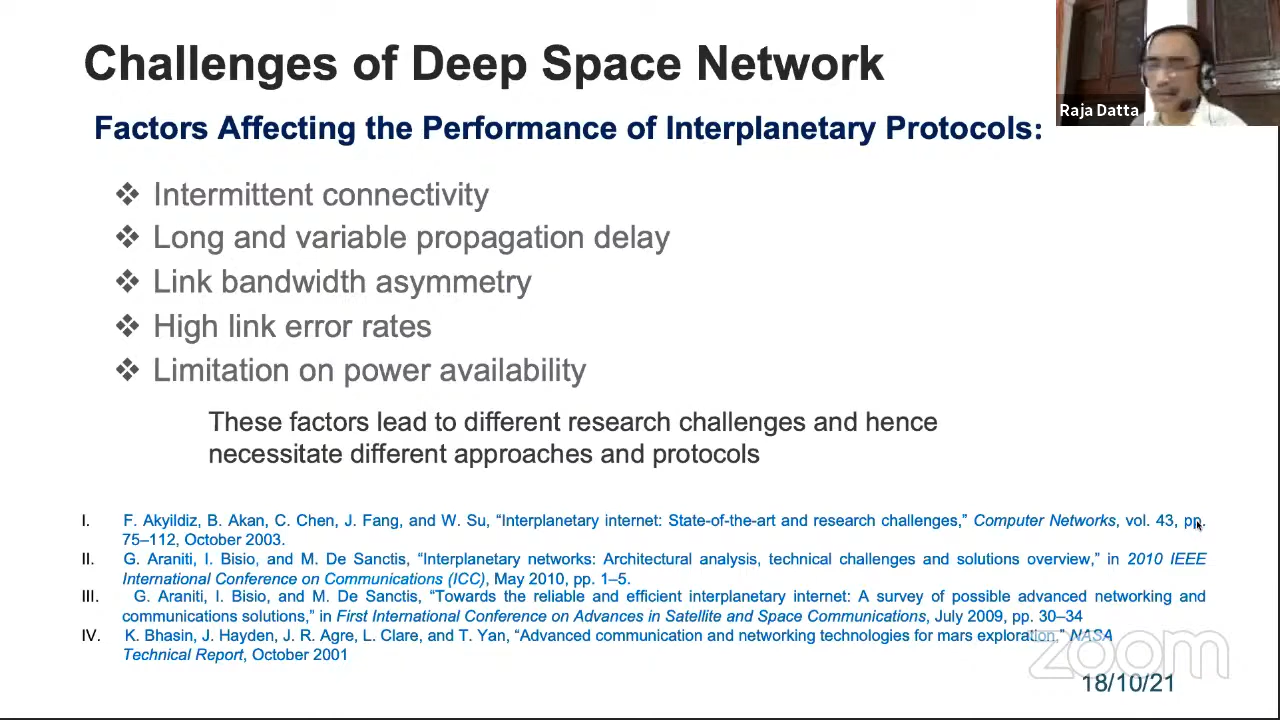 Challenges of Deep Space Network
Raja Datta
Factors Affecting the Performance of Interplanetary Protocols:
❖ Intermittent connectivity
❖ Long and variable propagation delay
❖ Link bandwidth asymmetry
❖ High link error rates
❖ Limitation on power availability
These factors lead to different research challenges and hence
necessitate different approaches and protocols
I. F. Akyildiz, B. Akan, C. Chen, J. Fang, and W. Su, “Interplanetary internet: State-of-the-art and research challenges,” Computer Networks, vol. 43, pp.
75–112, October 2003.
II. G. Araniti, I. Bisio, and M. De Sanctis, “Interplanetary networks: Architectural analysis, technical challenges and solutions overview,” in 2010 IEEE
International Conference on Communications (ICC), May 2010, pp. 1–5.
III. G. Araniti, I. Bisio, and M. De Sanctis, “Towards the reliable and efficient interplanetary internet: A survey of possible advanced networking and
communications solutions,” in First International Conference on Advances in Satellite and Space Communications, July 2009, pp. 30–34
IV. K. Bhasin, J. Hayden, J. R. Agre, L. Clare, and T. Yan, “Advanced communication and networking technologies for mars exploration,” NASA
Technical Report, October 2001
zoom
18/10/21